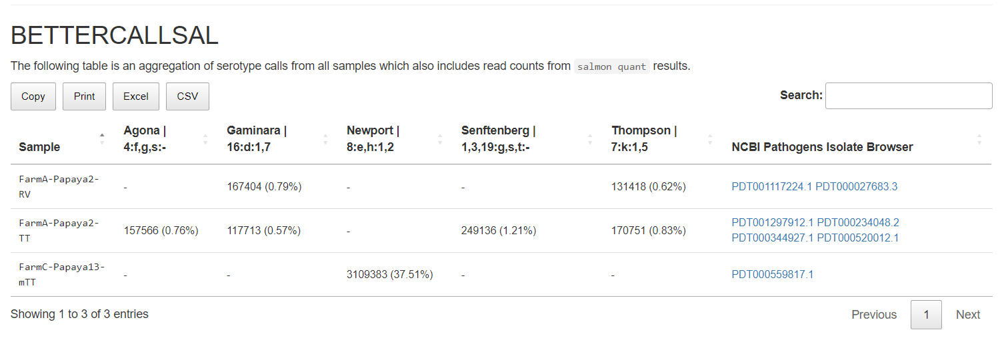 BETTERCALLSAL
The following table is an aggregation of serotype calls from all samples which also includes read counts from salmon quant results.
Copy Print Excel CSV Search:
Sample Agona | 4:f,g,s:- Gaminara | 16:d:1,7 Newport | 8:e,h:1,2 Senftenberg | 1,3,19:g,s,t:- Thompson | 7:k:1,5 NCBI Pathogens Isolate Browser
FarmA-Papaya2-RV - 167404 (0.79%) - - 131418 (0.62%) PDT001117224.1 PDT000027683.3
FarmA-Papaya2-TT 157566 (0.76%) 117713 (0.57%) - 249136 (1.21%) 170751 (0.83%) PDT001297912.1 PDT000234048.2 PDT000344927.1 PDT000520012.1
FarmC-Papaya13-mTT - - 3109383 (37.51%) - - PDT000559817.1
Showing 1 to 3 of 3 entries Previous 1 Next